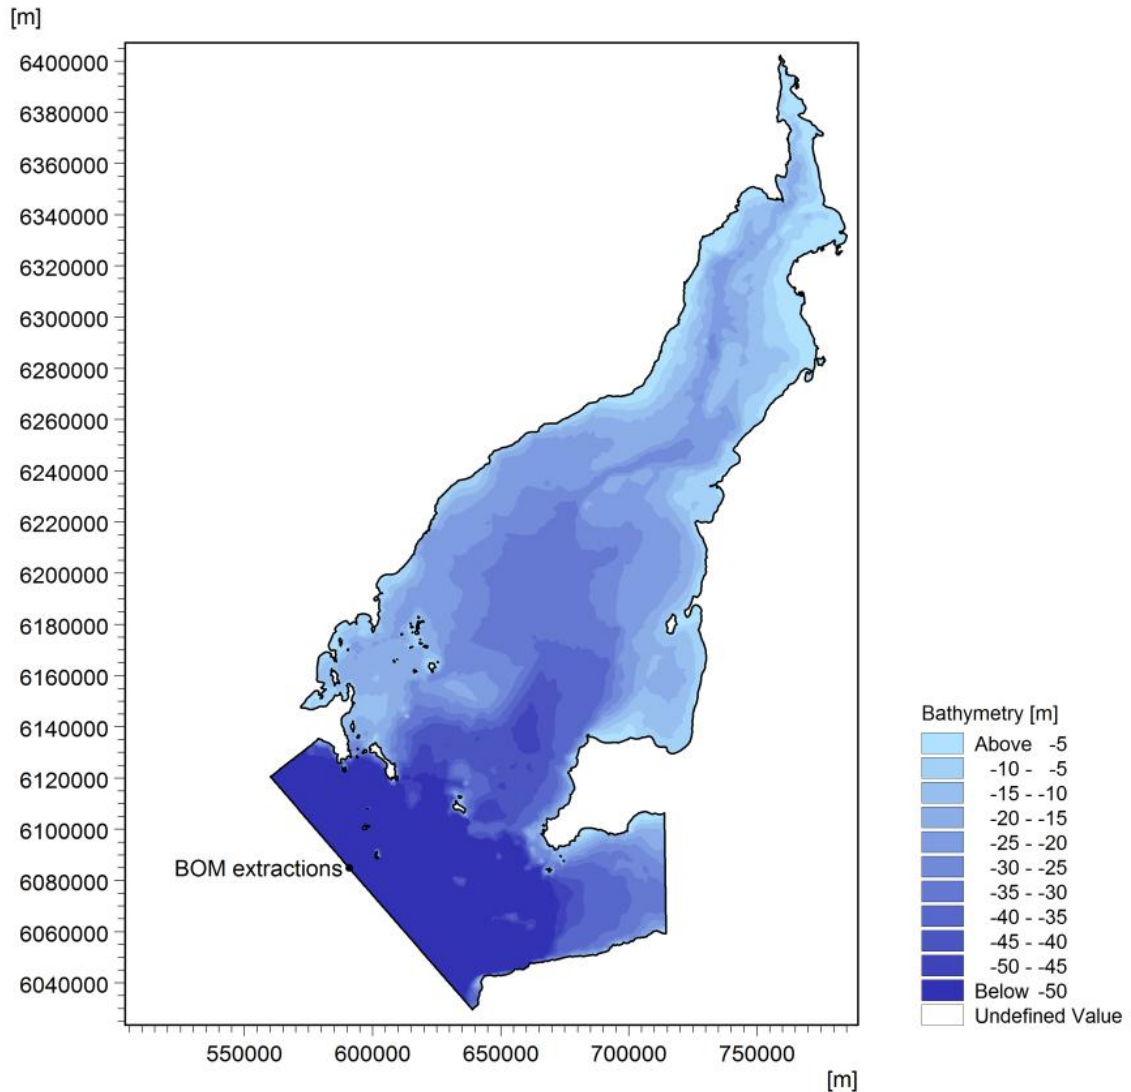 [m]
6400000
6380000
6360000
6340000
6320000
6300000
6280000
6260000
6240000
6220000
6200000
6180000
6160000
6140000
6120000
6100000
6080000
6060000
6040000
BOM extractions
550000 600000 650000 700000 750000
[m]
Bathymetry [m]
Above -5
-10 - -5
-15 - -10
-20 - -15
-25 - -20
-30 - -25
-35 - -30
-40 - -35
-45 - -40
-50 - -45
Below -50
Undefined Value